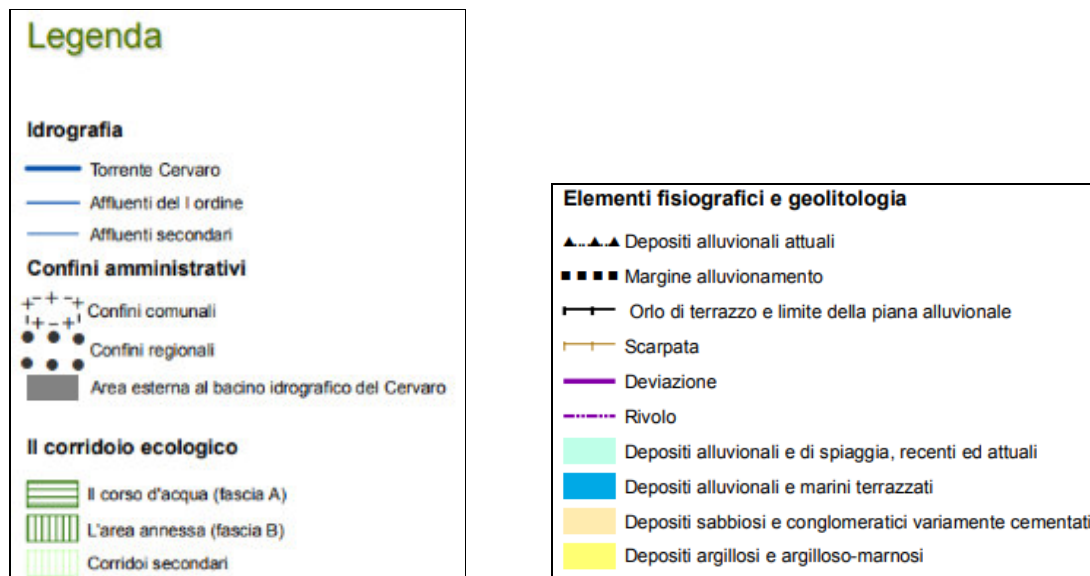 Legenda
Idrografia
Torrente Cervaro
Affluenti del I ordine
Affluenti secondari
Confini amministrativi
Confini comunali
Confini regionali
Area esterna al bacino idrografico del Cervaro
Il corridoio ecologico
Il corso d'acqua (fascia A)
L'area annessa (fascia B)
Corridoi secondari
Elementi fisiografici e geolitologia
Depositi alluvionali attuali
Margine alluvionamento
Orlo di terrazzo e limite della piana alluvionale
Scarpata
Deviazione
Rivolo
Depositi alluvionali e di spiaggia, recenti ed attuali
Depositi alluvionali e marini terrazzati
Depositi sabbiosi e conglomeratici variamente cementati
Depositi argillosi e argilloso-marnosi